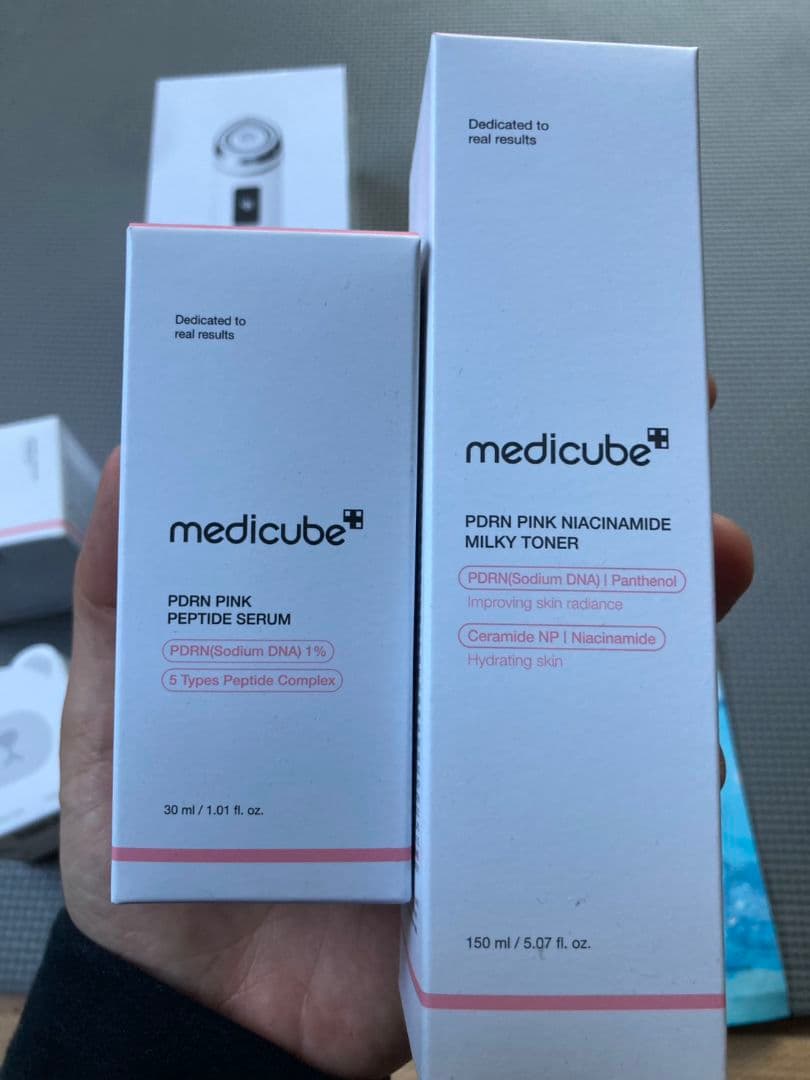 Dedicated to
real results
medicube
PDRN PINK
PEPTIDE SERUM
PDRN(Sodium DNA) 1%
5 Types Peptide Complex
30 ml / 1.01 fl. oz.
Dedicated to
real results
medicube
PDRN PINK NIACINAMIDE
MILKY TONER
PDRN(Sodium DNA) | Panthenol
Improving skin radiance
Ceramide NP | Niacinamide
Hydrating skin
150 ml / 5.07 fl. oz.